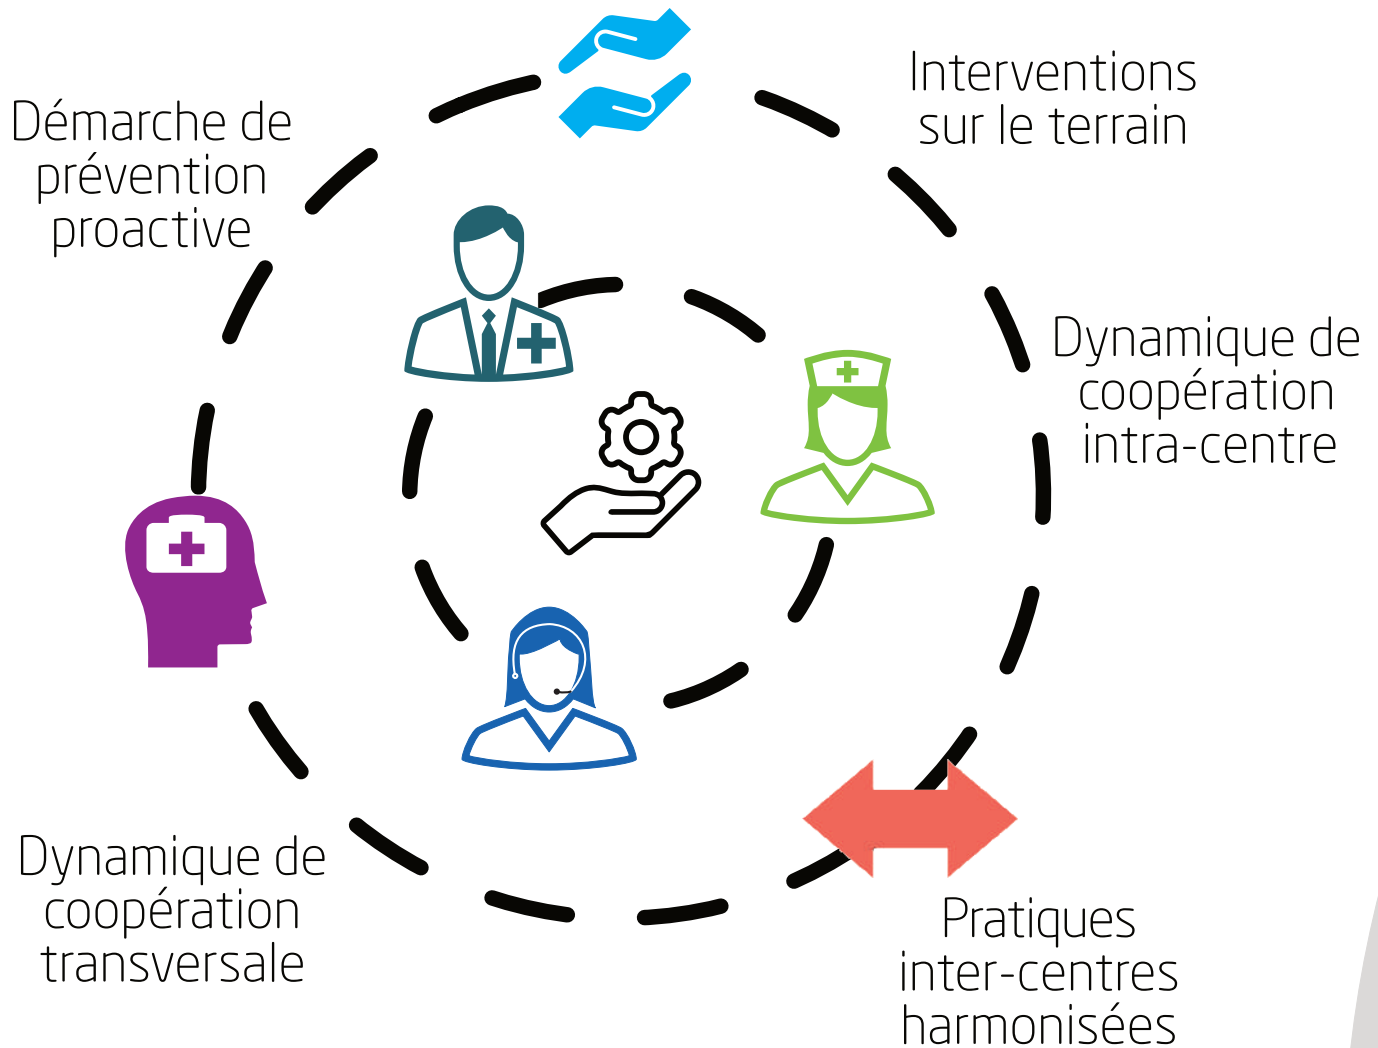 Démarche de
prévention
proactive
Interventions
sur le terrain
Dynamique de
coopération
intra-centre
Dynamique de
coopération
transversale
Pratiques
inter-centres
harmonisées